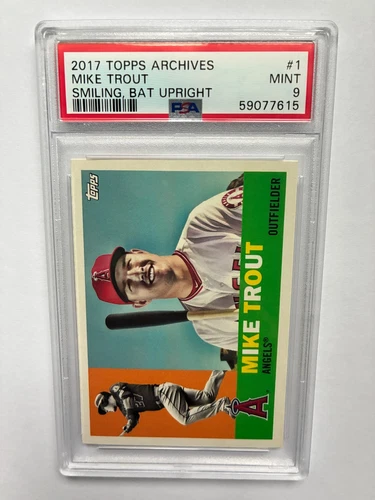 2017 TOPPS ARCHIVES #1
MIKE TROUT MINT
SMILING, BAT UPRIGHT 9
PSA 59077615
Topps
MIKE TROUT
ANGELS® OUTFIELDER
A
A